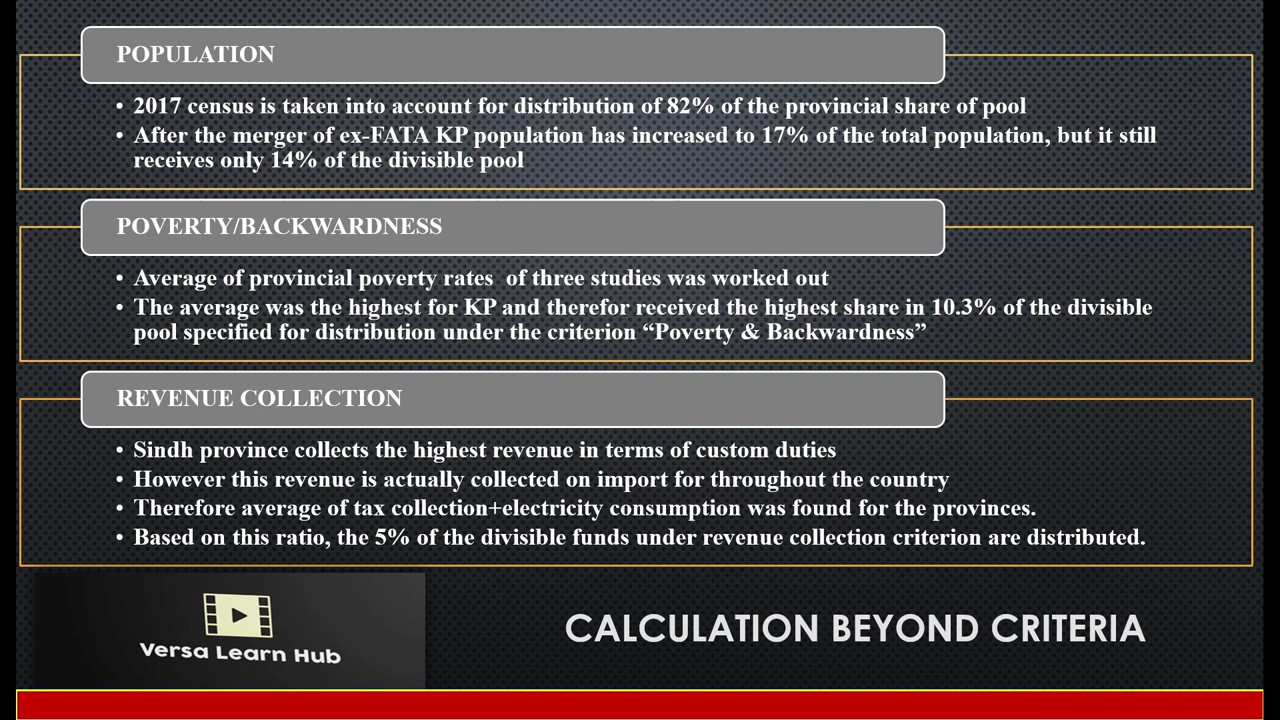 POPULATION
• 2017 census is taken into account for distribution of 82% of the provincial share of pool
• After the merger of ex-FATA KP population has increased to 17% of the total population, but it still
receives only 14% of the divisible pool
POVERTY/BACKWARDNESS
• Average of provincial poverty rates  of three studies was worked out
• The average was the highest for KP and therefor received the highest share in 10.3% of the divisible
pool specified for distribution under the criterion “Poverty & Backwardness”
REVENUE COLLECTION
• Sindh province collects the highest revenue in terms of custom duties
• However this revenue is actually collected on import for throughout the country
• Therefore average of tax collection+electricity consumption was found for the provinces.
• Based on this ratio, the 5% of the divisible funds under revenue collection criterion are distributed.
Versa Learn Hub
CALCULATION BEYOND CRITERIA